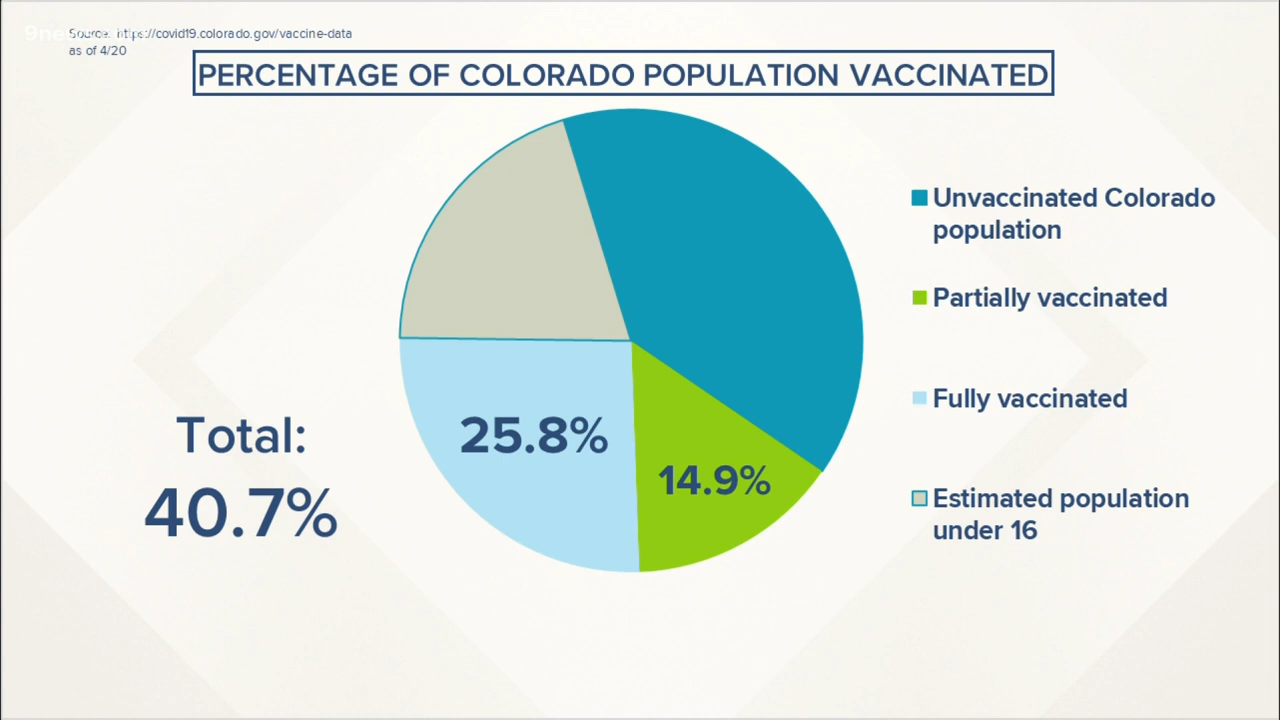 Source: https://covid19.colorado.gov/vaccine-data
as of 4/20
PERCENTAGE OF COLORADO POPULATION VACCINATED
Unvaccinated Colorado
population
Partially vaccinated
Fully vaccinated
Estimated population
under 16
25.8%
14.9%
Total:
40.7%